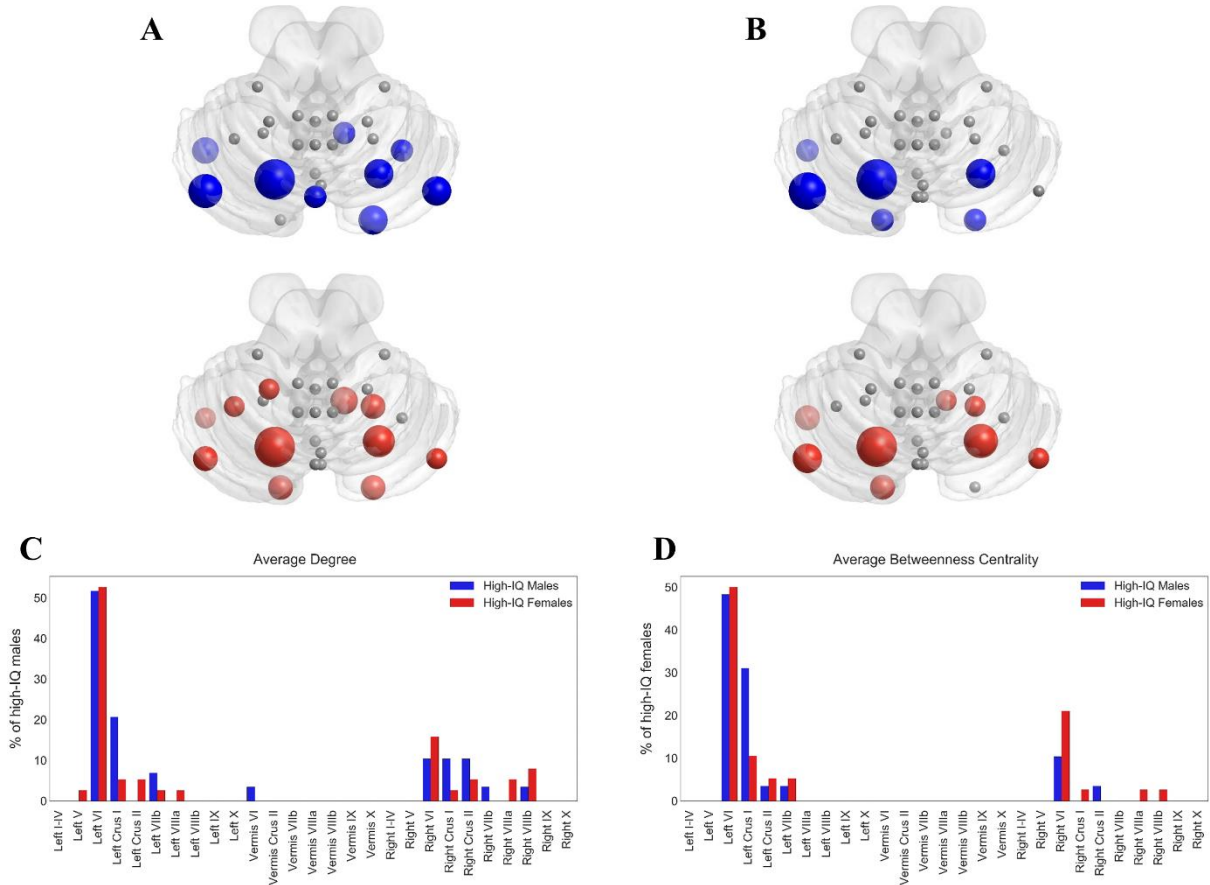 A
B
C
Average Degree
High-IQ Males
High-IQ Females
% of high-IQ males
50
40
30
20
10
0
Left I-IV
Left V
Left VI
Left Crus I
Left Crus II
Left VIIb
Left VIIIa
Left VIIIb
Left IX
Left X
Vermis VI
Vermis Crus II
Vermis VIIb
Vermis VIIIa
Vermis VIIIb
Vermis IX
Vermis X
Right I-IV
Right V
Right VI
Right Crus I
Right Crus II
Right VIIb
Right VIIIa
Right VIIIb
Right IX
Right X
D
Average Betweenness Centrality
High-IQ Males
High-IQ Females
% of high-IQ females
50
40
30
20
10
0
Left I-IV
Left V
Left VI
Left Crus I
Left Crus II
Left VIIb
Left VIIIa
Left VIIIb
Left IX
Left X
Vermis VI
Vermis Crus II
Vermis VIIb
Vermis VIIIa
Vermis VIIIb
Vermis IX
Vermis X
Right I-IV
Right V
Right VI
Right Crus I
Right Crus II
Right VIIb
Right VIIIa
Right VIIIb
Right IX
Right X